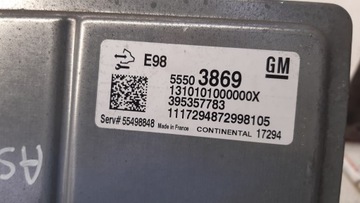 E98
GM
5550 3869
1310101000000X
395357783
1117294872998105
Serv# 55498848 Made in France CONTINENTAL 17294
AS